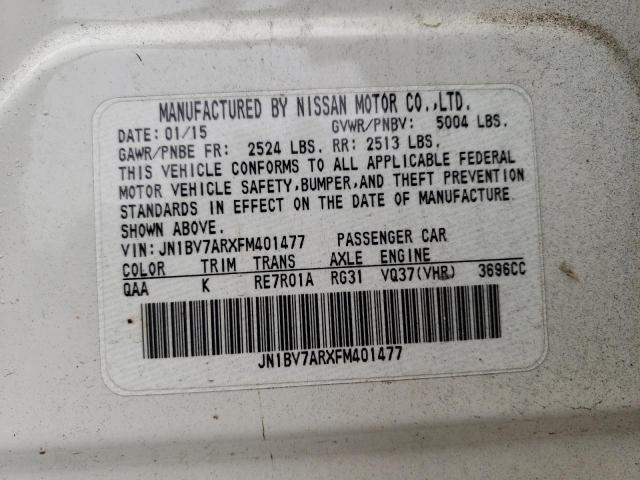 MANUFACTURED BY NISSAN MOTOR CO.,LTD.
DATE: 01/15 GVWR/PNBV: 5004 LBS.
GAWR/PNBE FR: 2524 LBS. RR: 2513 LBS.
THIS VEHICLE CONFORMS TO ALL APPLICABLE FEDERAL
MOTOR VEHICLE SAFETY,BUMPER,AND THEFT PREVENTION
STANDARDS IN EFFECT ON THE DATE OF MANUFACTURE
SHOWN ABOVE.
VIN: JN1BV7ARXFM401477 PASSENGER CAR
COLOR TRIM TRANS AXLE ENGINE
QAA K RE7R01A RG31 VQ37(VHR) 3696CC
JN1BV7ARXFM401477